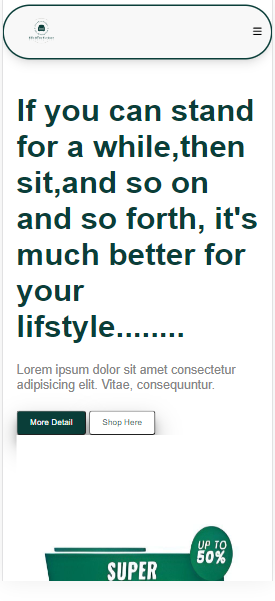 If you can stand
for a while,then
sit,and so on
and so forth, it's
much better for
your
lifstyle........
Lorem ipsum dolor sit amet consectetur
adipisicing elit. Vitae, consequuntur.
More Detail
Shop Here
UP TO
50%
SUPER